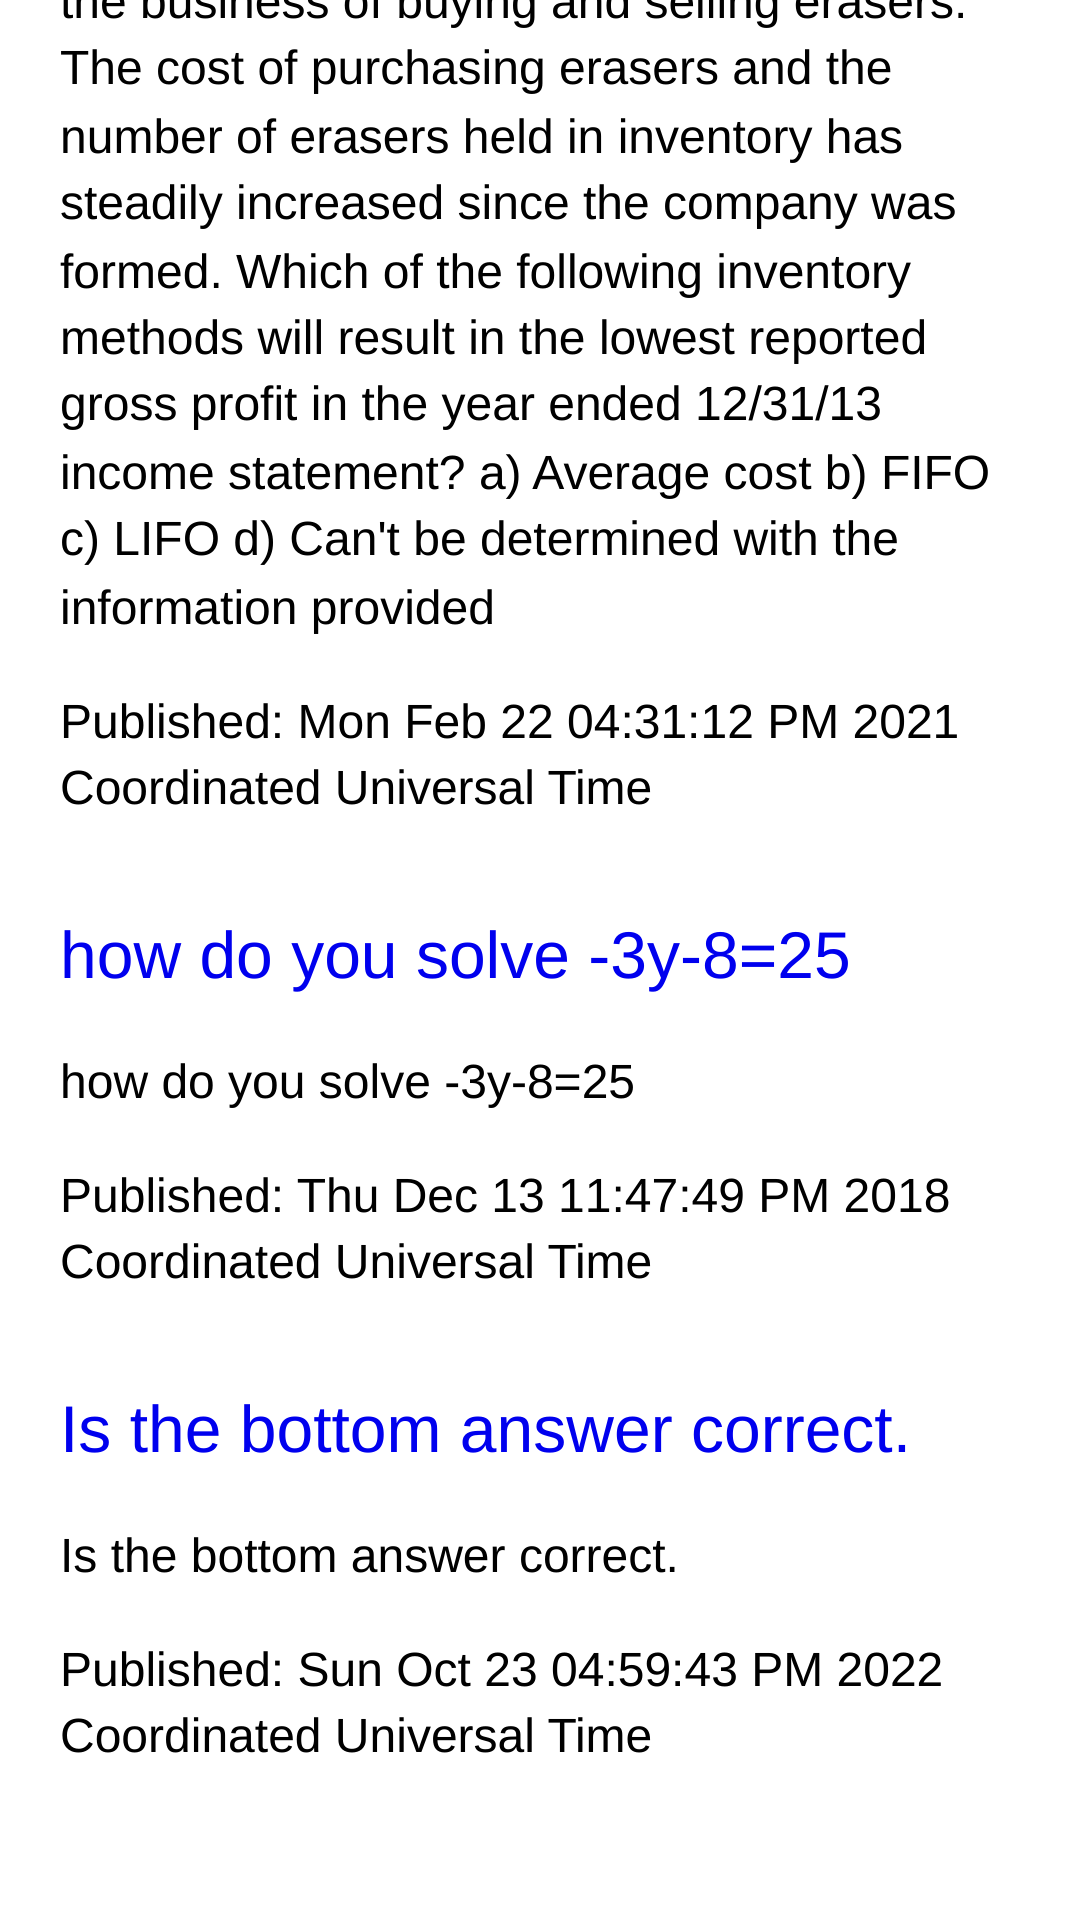 the business of buying and selling erasers.
The cost of purchasing erasers and the
number of erasers held in inventory has
steadily increased since the company was
formed. Which of the following inventory
methods will result in the lowest reported
gross profit in the year ended 12/31/13
income statement? a) Average cost b) FIFO
c) LIFO d) Can't be determined with the
information provided
Published: Mon Feb 22 04:31:12 PM 2021
Coordinated Universal Time
how do you solve -3y-8=25
how do you solve -3y-8=25
Published: Thu Dec 13 11:47:49 PM 2018
Coordinated Universal Time
Is the bottom answer correct.
Is the bottom answer correct.
Published: Sun Oct 23 04:59:43 PM 2022
Coordinated Universal Time